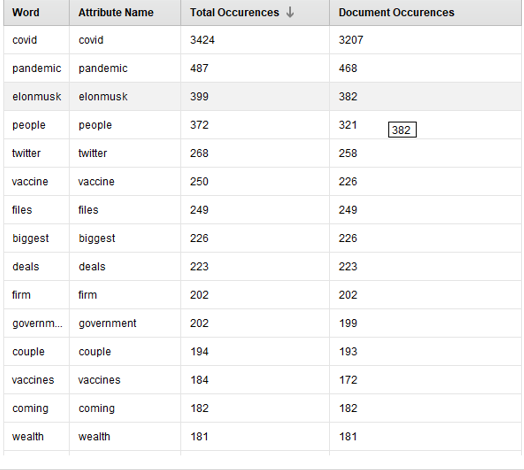 Word Attribute Name Total Occurences ↓ Document Occurences
covid covid 3424 3207
pandemic pandemic 487 468
elonmusk elonmusk 399 382
people people 372 321
382
twitter twitter 268 258
vaccine vaccine 250 226
files files 249 249
biggest biggest 226 226
deals deals 223 223
firm firm 202 202
governm... government 202 199
couple couple 194 193
vaccines vaccines 184 172
coming coming 182 182
wealth wealth 181 181